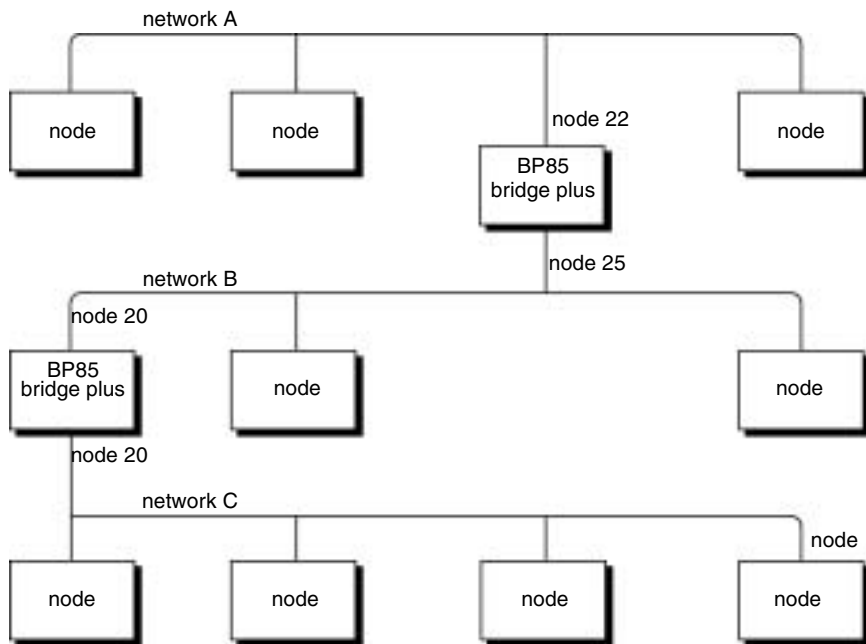 network A
node
node
node 22
BP85
bridge plus
node
node 25
network B
node 20
BP85
bridge plus
node
node
node 20
network C
node
node
node
node
node